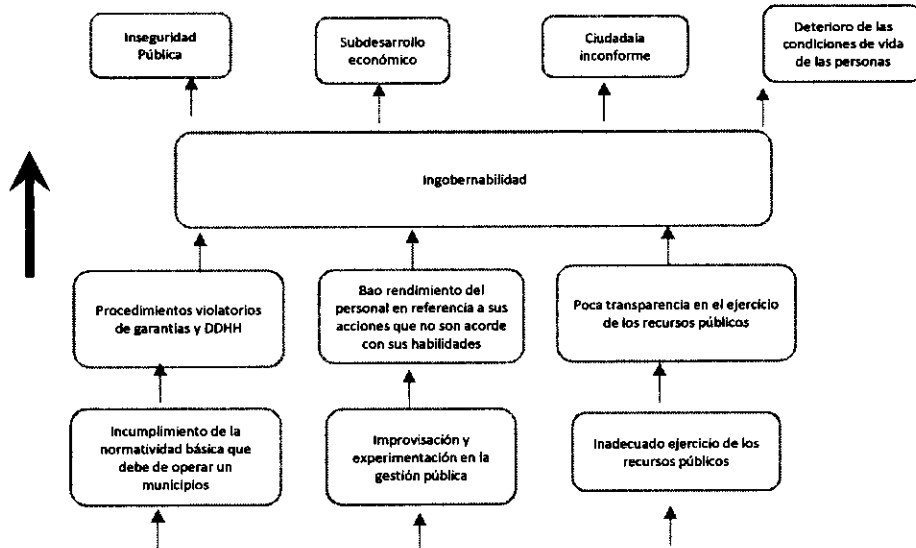 Inseguridad
Pública
Subdesarrollo
económico
Ciudadaia
inconforme
Deterioro de las
condiciones de vida
de las personas
Ingobernabilidad
Procedimientos violatorios
de garantías y DDHH
Bao rendimiento del
personal en referencia a sus
acciones que no son acorde
con sus habilidades
Poca transparencia en el ejercicio
de los recursos públicos
Incumplimiento de la
normatividad básica que
debe de operar un
municipios
Improvisación y
experimentación en la
gestión pública
Inadecuado ejercicio de los
recursos públicos